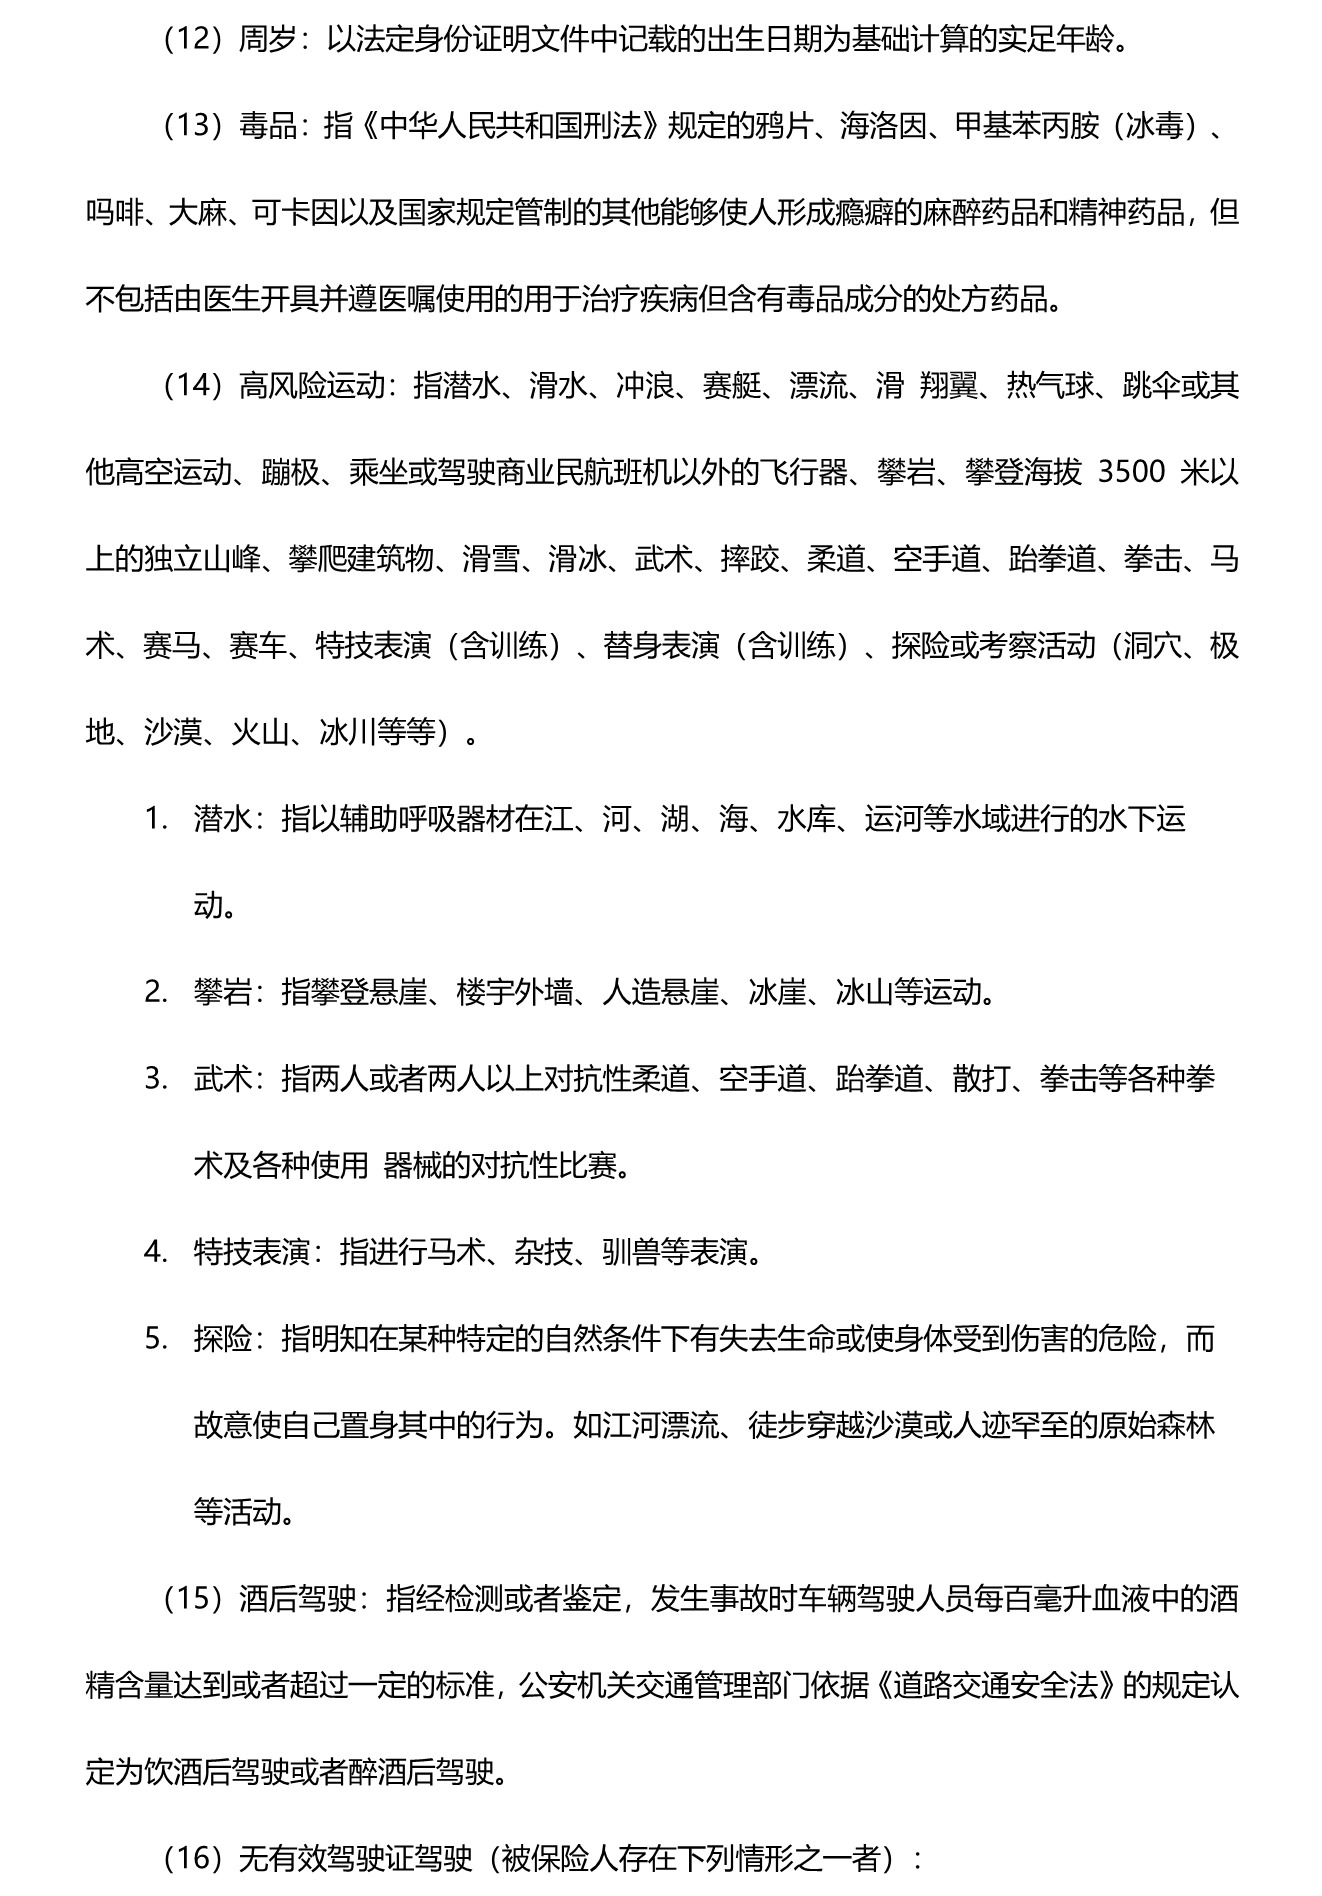 （12）周岁：以法定身份证明文件中记载的出生日期为基础计算的实足年龄。
（13）毒品：指《中华人民共和国刑法》规定的鸦片、海洛因、甲基苯丙胺（冰毒）、
吗啡、大麻、可卡因以及国家规定管制的其他能够使人形成瘾癖的麻醉药品和精神药品，但
不包括由医生开具并遵医嘱使用的用于治疗疾病但含有毒品成分的处方药品。
（14）高风险运动：指潜水、滑水、冲浪、赛艇、漂流、滑 翔翼、热气球、跳伞或其
他高空运动、蹦极、乘坐或驾驶商业民航班机以外的飞行器、攀岩、攀登海拔 3500 米以
上的独立山峰、攀爬建筑物、滑雪、滑冰、武术、摔跤、柔道、空手道、跆拳道、拳击、马
术、赛马、赛车、特技表演（含训练）、替身表演（含训练）、探险或考察活动（洞穴、极
地、沙漠、火山、冰川等等）。
1. 潜水：指以辅助呼吸器材在江、河、湖、海、水库、运河等水域进行的水下运
动。
2. 攀岩：指攀登悬崖、楼宇外墙、人造悬崖、冰崖、冰山等运动。
3. 武术：指两人或者两人以上对抗性柔道、空手道、跆拳道、散打、拳击等各种拳
术及各种使用 器械的对抗性比赛。
4. 特技表演：指进行马术、杂技、驯兽等表演。
5. 探险：指明知在某种特定的自然条件下有失去生命或使身体受到伤害的危险，而
故意使自己置身其中的行为。如江河漂流、徒步穿越沙漠或人迹罕至的原始森林
等活动。
（15）酒后驾驶：指经检测或者鉴定，发生事故时车辆驾驶人员每百毫升血液中的酒
精含量达到或者超过一定的标准，公安机关交通管理部门依据《道路交通安全法》的规定认
定为饮酒后驾驶或者醉酒后驾驶。
（16）无有效驾驶证驾驶（被保险人存在下列情形之一者）：